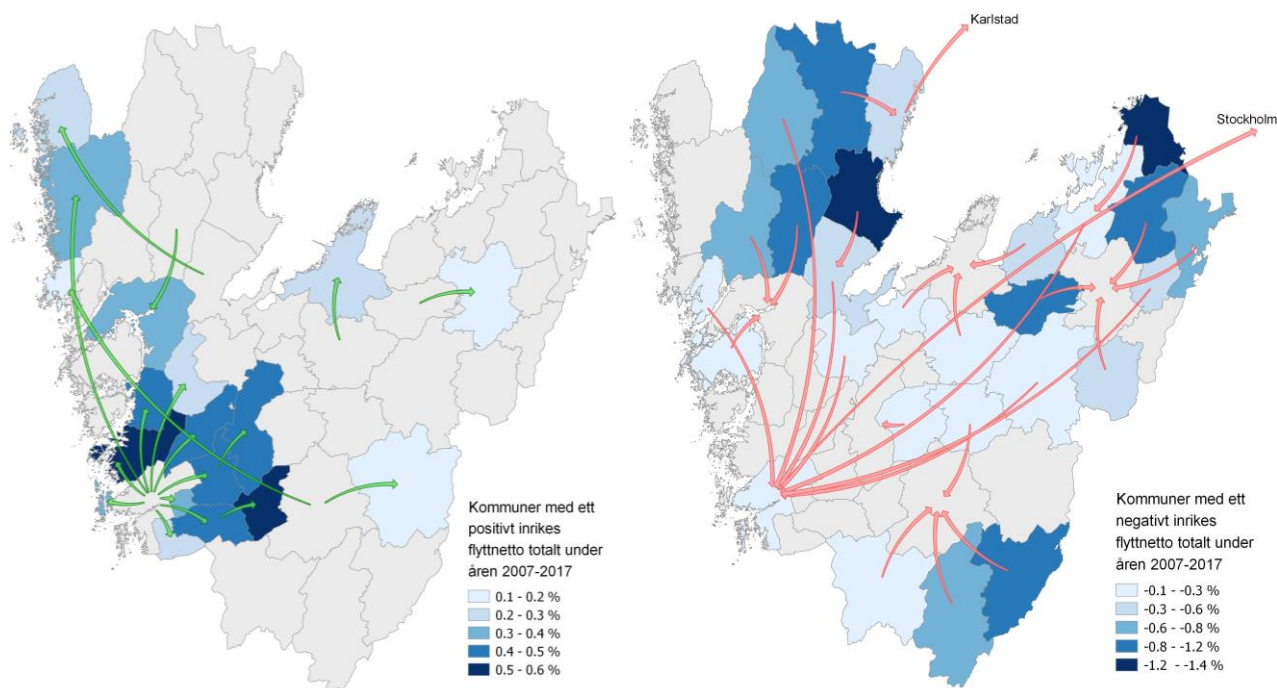 Kommuner med ett
positivt inrikes
flyttnetto totalt under
åren 2007-2017
0.1 - 0.2 %
0.2 - 0.3 %
0.3 - 0.4 %
0.4 - 0.5 %
0.5 - 0.6 %
Karlstad
Stockholm
Kommuner med ett
negativt inrikes
flyttnetto totalt under
åren 2007-2017
-0.1 - -0.3 %
-0.3 - -0.6 %
-0.6 - -0.8 %
-0.8 - -1.2 %
-1.2 - -1.4 %